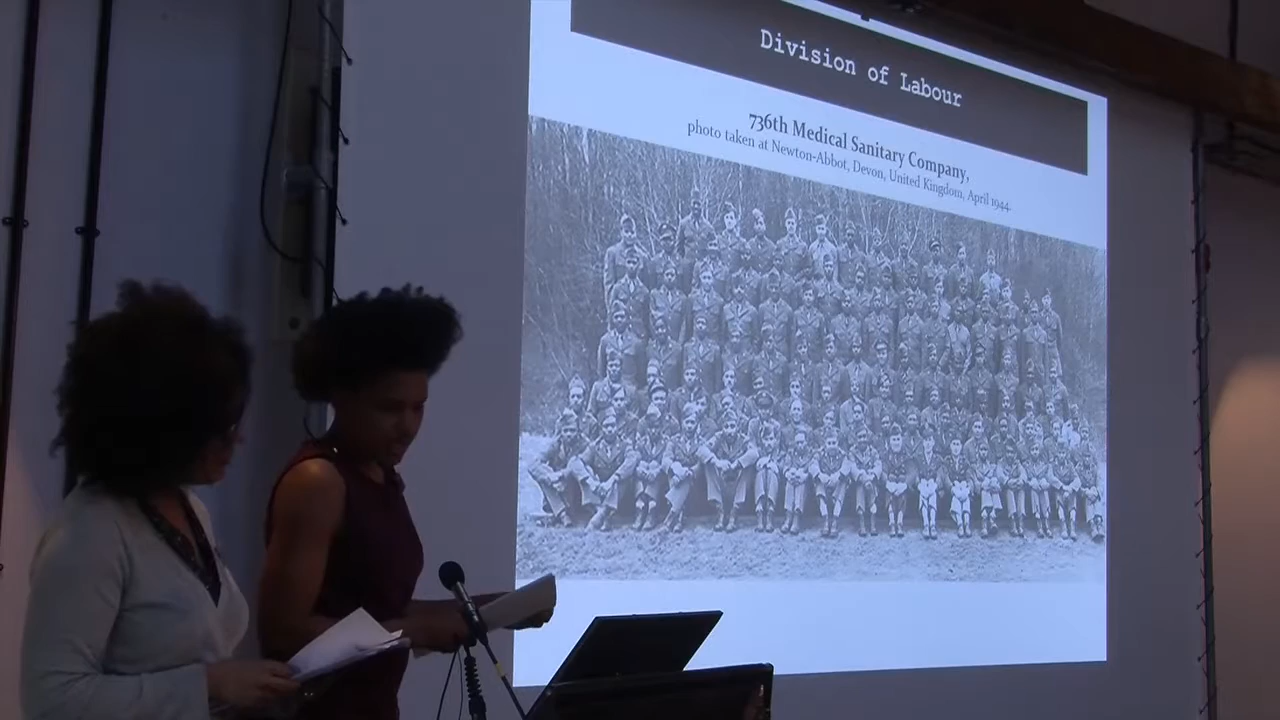 Division of Labour
736th Medical Sanitary Company,
photo taken at Newton-Abbot, Devon, United Kingdom, April 1944.